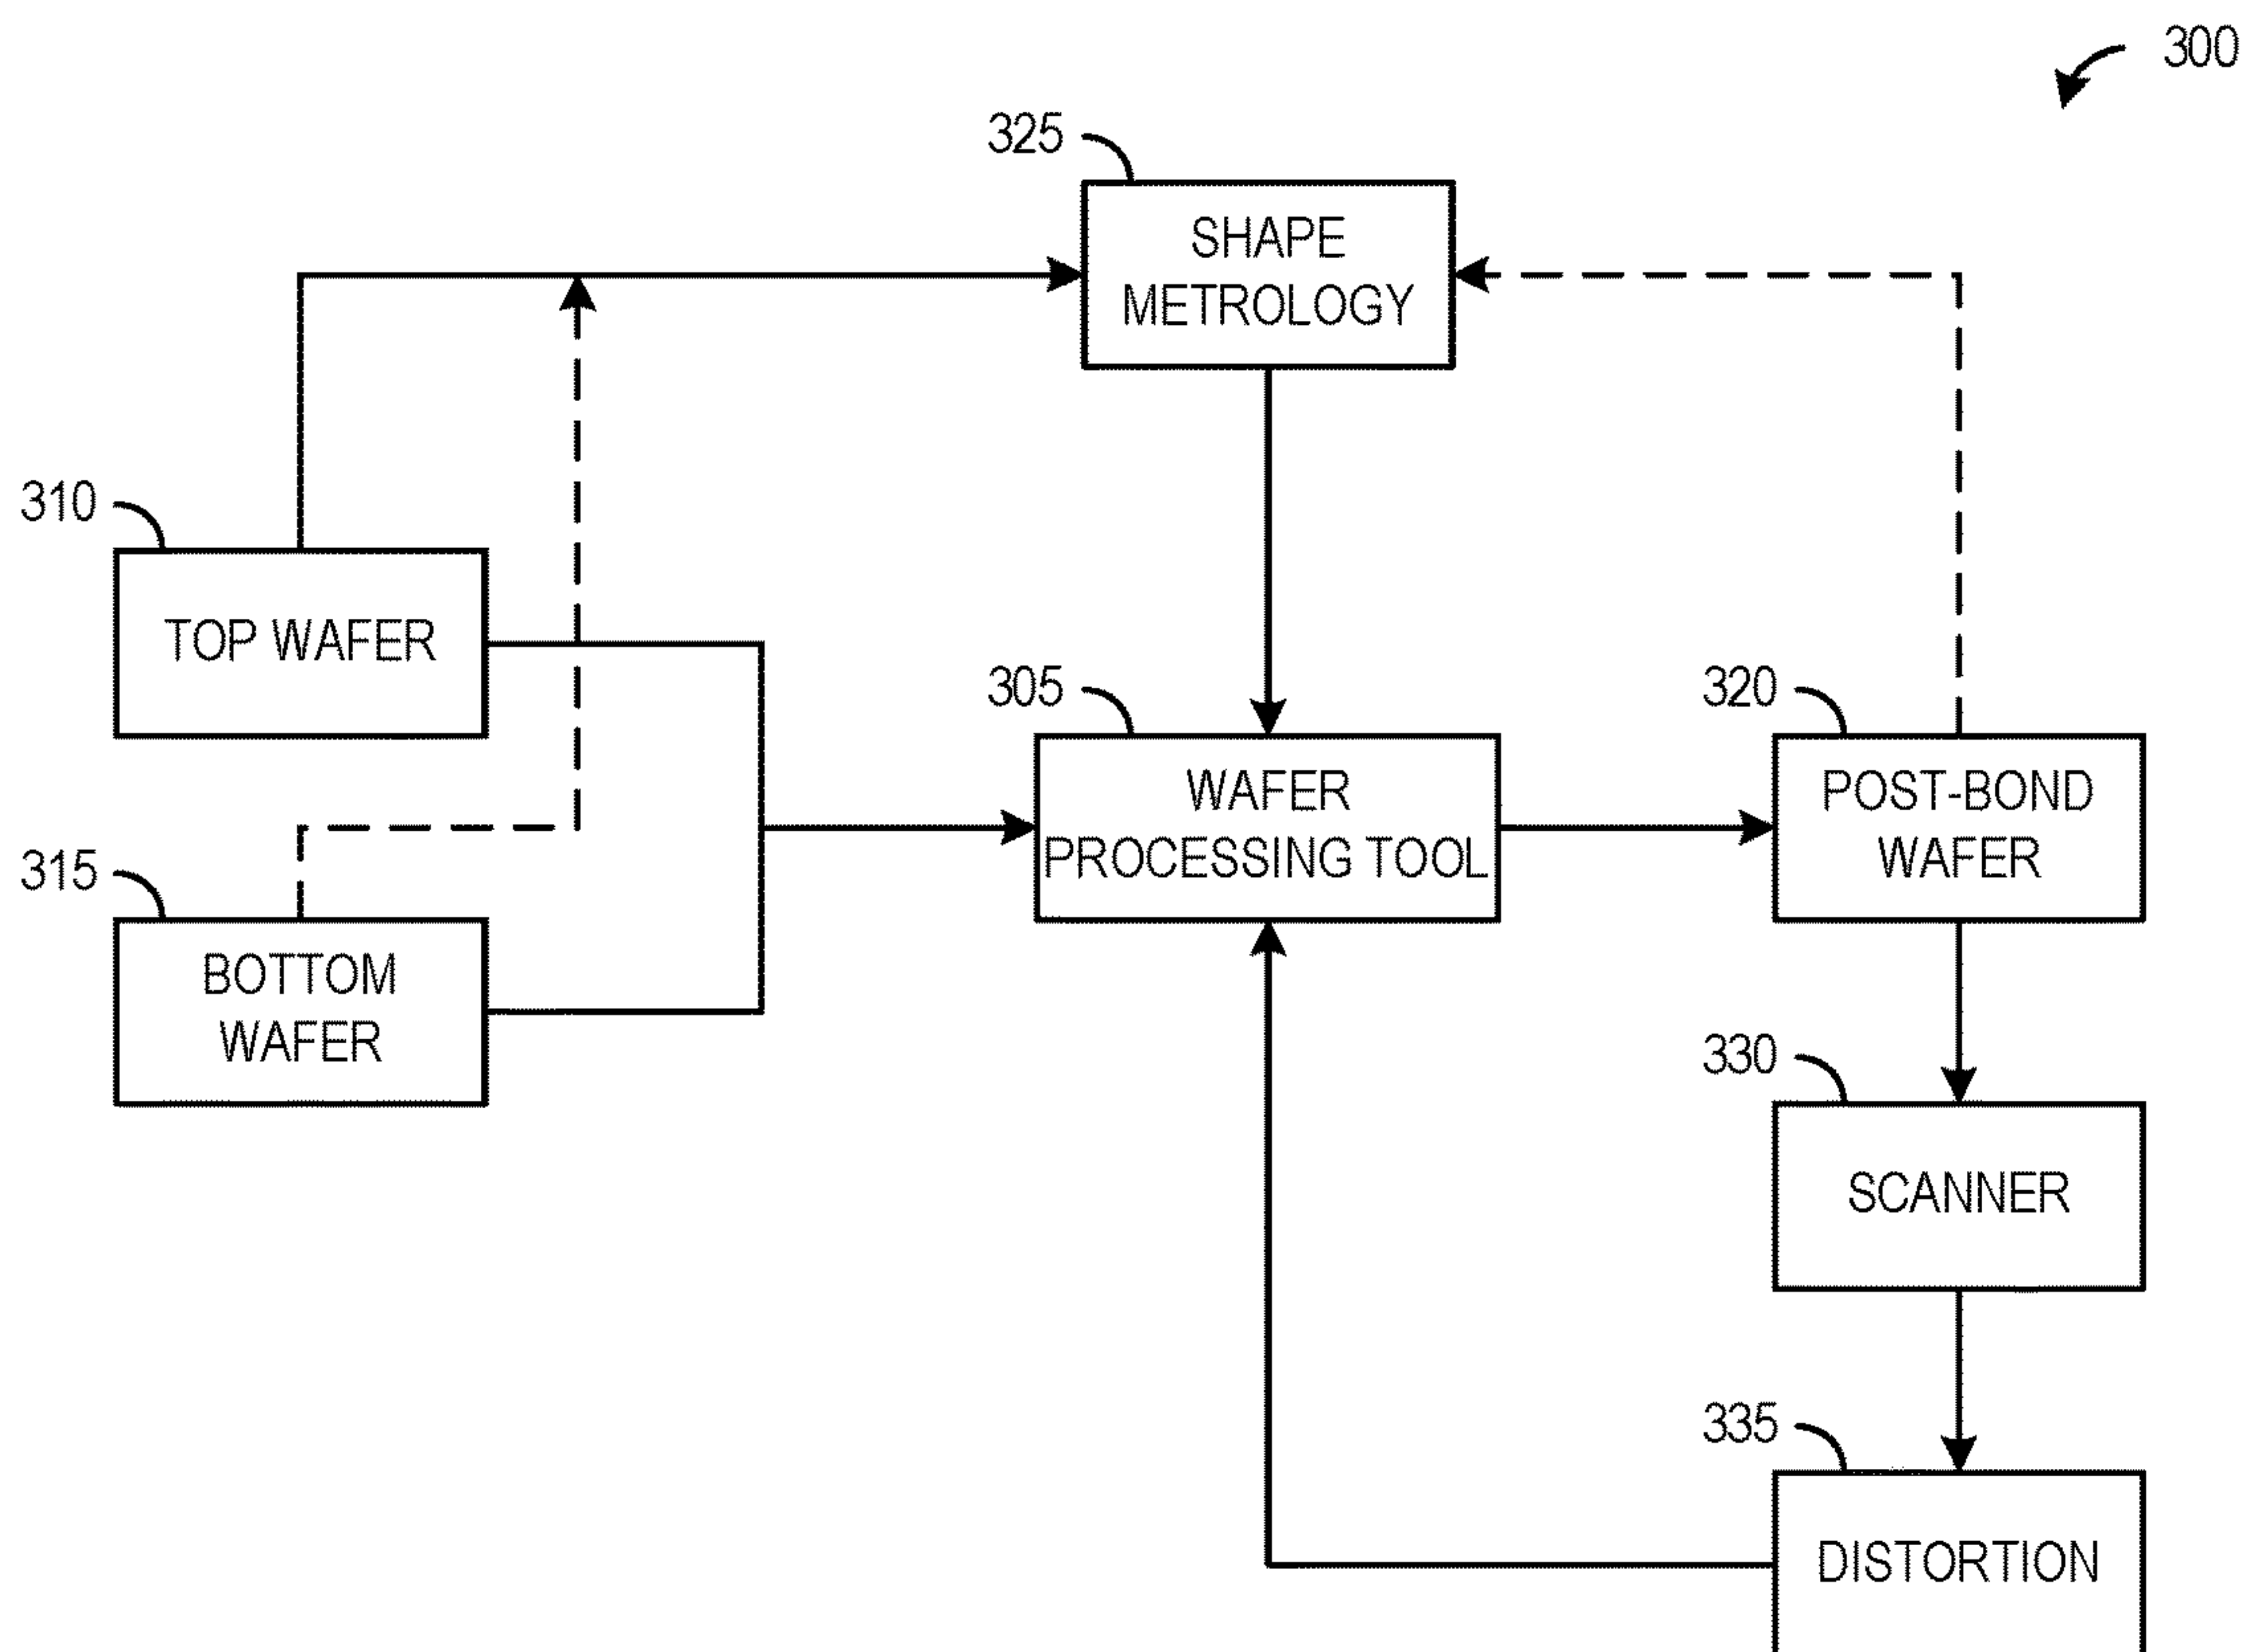 300
325
SHAPE
METROLOGY
310
TOP WAFER
305
WAFER
PROCESSING TOOL
320
POST-BOND
WAFER
315
BOTTOM
WAFER
330
SCANNER
335
DISTORTION